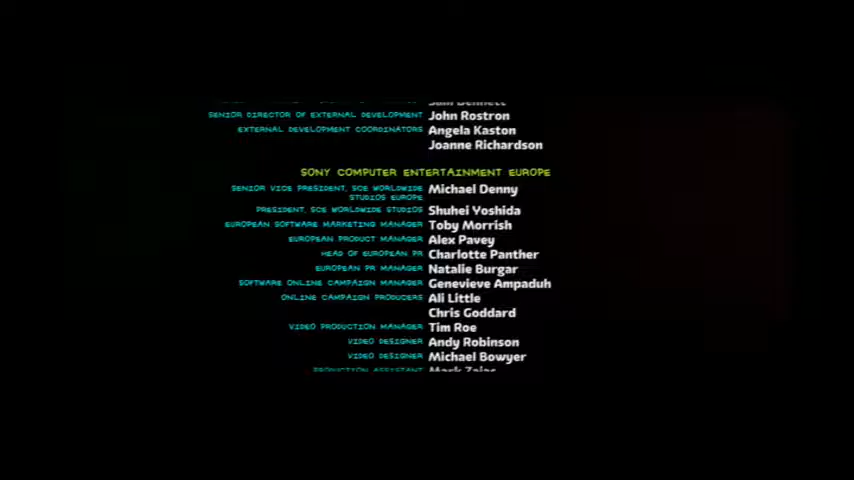 SENIOR DIRECTOR OF EXTERNAL DEVELOPMENT John Rostron
EXTERNAL DEVELOPMENT COORDINATORS Angela Kaston
Joanne Richardson
SONY COMPUTER ENTERTAINMENT EUROPE
SENIOR VICE PRESIDENT, SCE WORLDWIDE Michael Denny
STUDIOS EUROPE
PRESIDENT, SCE WORLDWIDE STUDIOS Shuhei Yoshida
EUROPEAN SOFTWARE MARKETING MANAGER Toby Morrish
EUROPEAN PRODUCT MANAGER Alex Pavey
HEAD OF EUROPEAN PR Charlotte Panther
EUROPEAN PR MANAGER Natalie Burgar
SOFTWARE ONLINE CAMPAIGN MANAGER Genevieve Ampaduh
ONLINE CAMPAIGN PRODUCERS Ali Little
Chris Goddard
VIDEO PRODUCTION MANAGER Tim Roe
VIDEO DESIGNER Andy Robinson
VIDEO DESIGNER Michael Bowyer
PRODUCTION ASSISTANT Mark